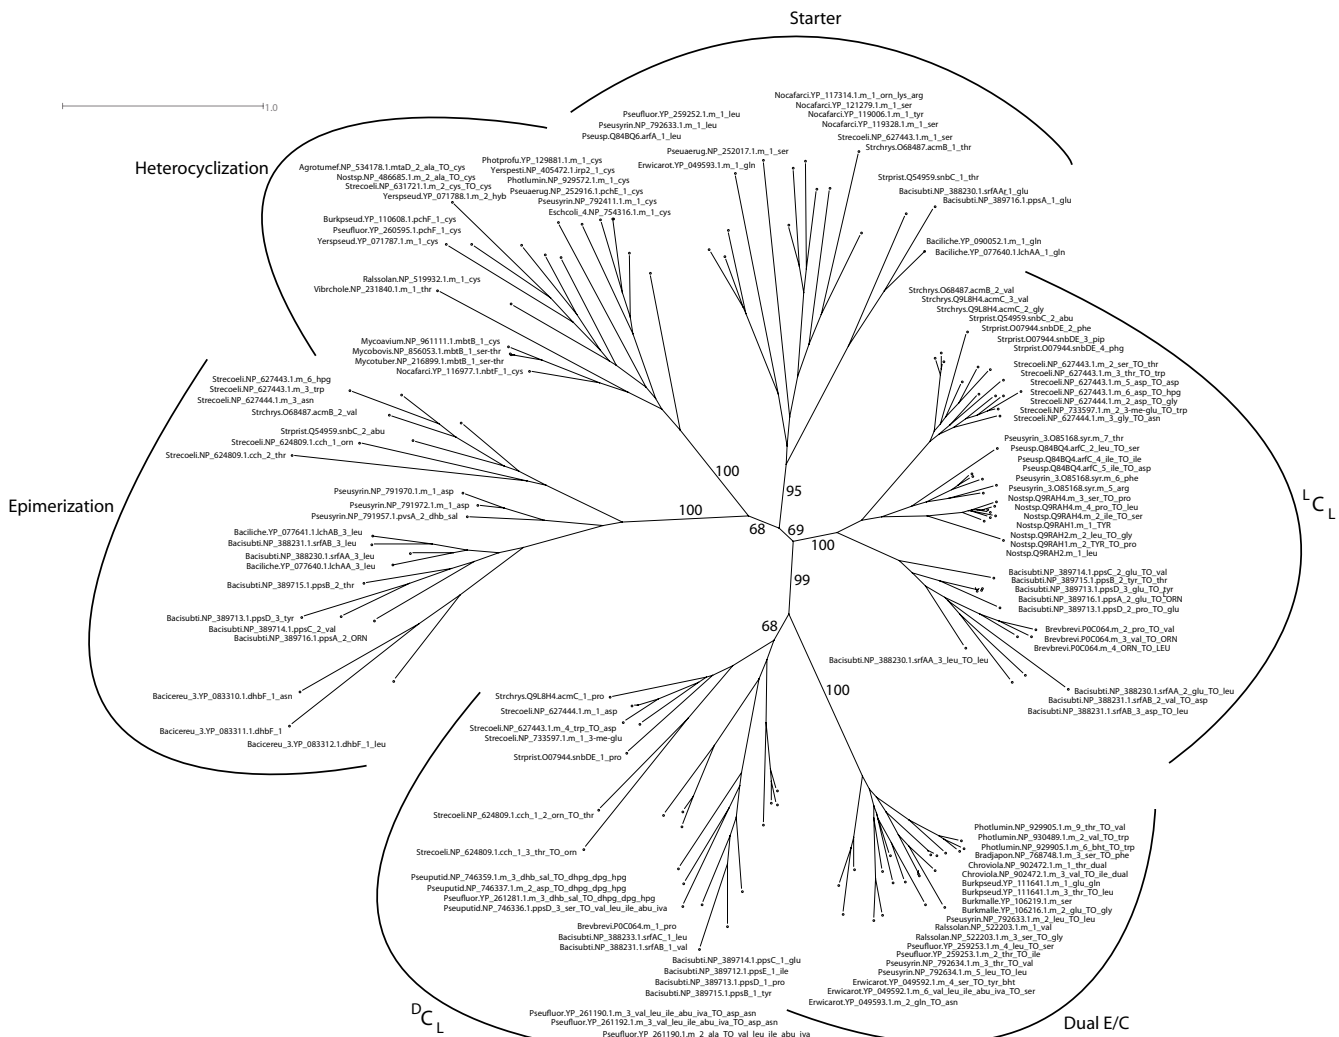 Starter
1.0
Nocafarci.YP_117314.1.m_1_orn_lys_arg
Nocafarci.YP_121279.1.m_1_ser
Nocafarci.YP_119006.1.m_1_tyr
Nocafarci.YP_119328.1.m_1_ser
Pseufluor.YP_259252.1.m_1_leu
Pseusyrin.NP_792633.1.m_1_leu
Pseusp.Q84BQ6.arfA_1_leu
Strecoeli.NP_627443.1.m_1_ser
Strchrys.O68487.acmB_1_thr
Pseuaerug.NP_252017.1.m_1_ser
Erwicarot.YP_049593.1.m_1_gln
Strprist.Q54959.snbC_1_thr
Bacisubti.NP_388230.1.srfAA_1_glu
Bacisubti.NP_389716.1.ppsA_1_glu
Baciliche.YP_090052.1.m_1_gln
Baciliche.YP_077640.1.lchAA_1_gln
Heterocyclization
Agrotumef.NP_534178.1.mtaD_2_ala_TO_cys
Nostsp.NP_486685.1.m_2_ala_TO_cys
Strecoeli.NP_631721.1.m_2_cys_TO_cys
Yerspseud.YP_071788.1.m_2_hyb
Photprofu.YP_129881.1.m_1_cys
Yerspesti.NP_405472.1.irp2_1_cys
Photlumin.NP_929572.1.m_1_cys
Pseuaerug.NP_252916.1.pchE_1_cys
Pseusyrin.NP_792411.1.m_1_cys
Eschcoli_4.NP_754316.1.m_1_cys
Burkpseud.YP_110608.1.pchF_1_cys
Pseufluor.YP_260595.1.pchF_1_cys
Yerspseud.YP_071787.1.m_1_cys
Ralssolan.NP_519932.1.m_1_cys
Vibrchole.NP_231840.1.m_1_thr
Mycoavium.NP_961111.1.mbtB_1_cys
Mycobovis.NP_856053.1.mbtB_1_ser-thr
Mycotuber.NP_216899.1.mbtB_1_ser-thr
Nocafarci.YP_116977.1.nbtF_1_cys
Strchrys.O68487.acmB_2_val
Strchrys.Q9L8H4.acmC_3_val
Strchrys.Q9L8H4.acmC_2_gly
Strprist.Q54959.snbC_2_abu
Strprist.O07944.snbDE_2_phe
Strprist.O07944.snbDE_3_pip
Strprist.O07944.snbDE_4_phg
Strecoeli.NP_627443.1.m_2_ser_TO_thr
Strecoeli.NP_627443.1.m_3_thr_TO_trp
Strecoeli.NP_627443.1.m_5_asp_TO_asp
Strecoeli.NP_627443.1.m_6_asp_TO_hpg
Strecoeli.NP_627444.1.m_2_asp_TO_gly
Strecoeli.NP_733597.1.m_2_3-me-glu_TO_trp
Strecoeli.NP_627444.1.m_3_gly_TO_asn
Pseusyrin_3.O85168.syr.m_7_thr
Pseusp.Q84BQ4.arfC_2_leu_TO_ser
Pseusp.Q84BQ4.arfC_4_ile_TO_ile
Pseusp.Q84BQ4.arfC_5_ile_TO_asp
Pseusyrin_3.O85168.syr.m_6_phe
Pseusyrin_3.O85168.syr.m_5_arg
Nostsp.Q9RAH4.m_3_ser_TO_pro
Nostsp.Q9RAH4.m_4_pro_TO_leu
Nostsp.Q9RAH4.m_2_ile_TO_ser
Nostsp.Q9RAH1.m_1_TYR
Nostsp.Q9RAH2.m_2_leu_TO_gly
Nostsp.Q9RAH1.m_2_TYR_TO_pro
Nostsp.Q9RAH2.m_1_leu
L C L
Bacisubti.NP_389714.1.ppsC_2_glu_TO_val
Bacisubti.NP_389715.1.ppsB_2_tyr_TO_thr
Bacisubti.NP_389713.1.ppsD_3_glu_TO_tyr
Bacisubti.NP_389716.1.ppsA_2_glu_TO_ORN
Bacisubti.NP_389713.1.ppsD_2_pro_TO_glu
Brevbrevi.P0C064.m_2_pro_TO_val
Brevbrevi.P0C064.m_3_val_TO_ORN
Brevbrevi.P0C064.m_4_ORN_TO_LEU
Bacisubti.NP_388230.1.srfAA_3_leu_TO_leu
Bacisubti.NP_388230.1.srfAA_2_glu_TO_leu
Bacisubti.NP_388231.1.srfAB_2_val_TO_asp
Bacisubti.NP_388231.1.srfAB_3_asp_TO_leu
Strecoeli.NP_627443.1.m_6_hpg
Strecoeli.NP_627443.1.m_3_trp
Strecoeli.NP_627444.1.m_3_asn
Strchrys.O68487.acmB_2_val
Strprist.Q54959.snbC_2_abu
Strecoeli.NP_624809.1.cch_1_orn
Strecoeli.NP_624809.1.cch_2_thr
Epimerization
Pseusyrin.NP_791970.1.m_1_asp
Pseusyrin.NP_791972.1.m_1_asp
Pseusyrin.NP_791957.1.pvsA_2_dhb_sal
Baciliche.YP_077641.1.lchAB_3_leu
Bacisubti.NP_388231.1.srfAB_3_leu
Bacisubti.NP_388230.1.srfAA_3_leu
Baciliche.YP_077640.1.lchAA_3_leu
Bacisubti.NP_389715.1.ppsB_2_thr
Bacisubti.NP_389713.1.ppsD_3_tyr
Bacisubti.NP_389714.1.ppsC_2_val
Bacisubti.NP_389716.1.ppsA_2_ORN
Bacicereu_3.YP_083310.1.dhbF_1_asn
Bacicereu_3.YP_083311.1.dhbF_1
Bacicereu_3.YP_083312.1.dhbF_1_leu
100
95
100
68
69
100
99
68
100
Strchrys.Q9L8H4.acmC_1_pro
Strecoeli.NP_627444.1.m_1_asp
Strecoeli.NP_627443.1.m_4_trp_TO_asp
Strecoeli.NP_733597.1.m_1_3-me-glu
Strprist.O07944.snbDE_1_pro
Strecoeli.NP_624809.1.cch_1_2_orn_TO_thr
Strecoeli.NP_624809.1.cch_1_3_thr_TO_orn
Pseuputid.NP_746359.1.m_3_dhb_sal_TO_dhpg_dpg_hpg
Pseuputid.NP_746337.1.m_2_asp_TO_dhpg_dpg_hpg
Pseufluor.YP_261281.1.m_3_dhb_sal_TO_dhpg_dpg_hpg
Pseuputid.NP_746336.1.ppsD_3_ser_TO_val_leu_ile_abu_iva
Brevbrevi.P0C064.m_1_pro
Bacisubti.NP_388233.1.srfAC_1_leu
Bacisubti.NP_388231.1.srfAB_1_val
Bacisubti.NP_389714.1.ppsC_1_glu
Bacisubti.NP_389712.1.ppsE_1_ile
Bacisubti.NP_389713.1.ppsD_1_pro
Bacisubti.NP_389715.1.ppsB_1_tyr
D C L
Pseufluor.YP_261190.1.m_3_val_leu_ile_abu_iva_TO_asp_asn
Pseufluor.YP_261192.1.m_3_val_leu_ile_abu_iva_TO_asp_asn
Pseufluor.YP_261190.1.m_2_ala_TO_val_leu_ile_abu_iva
Photlumin.NP_929905.1.m_9_thr_TO_val
Photlumin.NP_930489.1.m_2_val_TO_trp
Photlumin.NP_929905.1.m_6_bht_TO_trp
Bradjapon.NP_768748.1.m_3_ser_TO_phe
Chroviola.NP_902472.1.m_1_thr_dual
Chroviola.NP_902472.1.m_3_val_TO_ile_dual
Burkpseud.YP_111641.1.m_1_glu_gln
Burkpseud.YP_111641.1.m_3_thr_TO_leu
Burkmalle.YP_106219.1.m_ser
Burkmalle.YP_106216.1.m_2_glu_TO_gly
Pseusyrin.NP_792633.1.m_2_leu_TO_leu
Ralssolan.NP_522203.1.m_1_val
Ralssolan.NP_522203.1.m_3_ser_TO_gly
Pseufluor.YP_259253.1.m_4_leu_TO_ser
Pseufluor.YP_259253.1.m_2_thr_TO_ile
Pseusyrin.NP_792634.1.m_3_thr_TO_val
Pseusyrin.NP_792634.1.m_5_leu_TO_leu
Erwicarot.YP_049592.1.m_4_ser_TO_tyr_bht
Erwicarot.YP_049592.1.m_6_val_leu_ile_abu_iva_TO_ser
Erwicarot.YP_049593.1.m_2_gln_TO_asn
Dual E/C